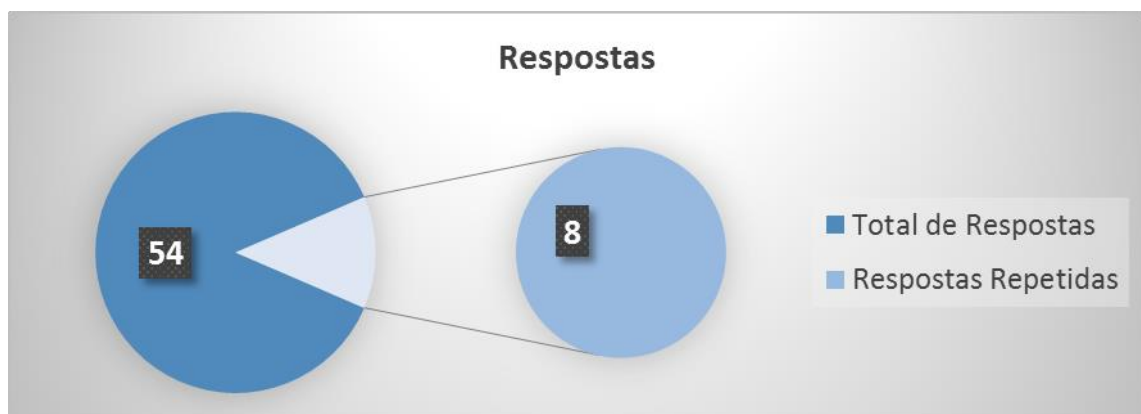 Respostas
54
8
Total de Respostas
Respostas Repetidas